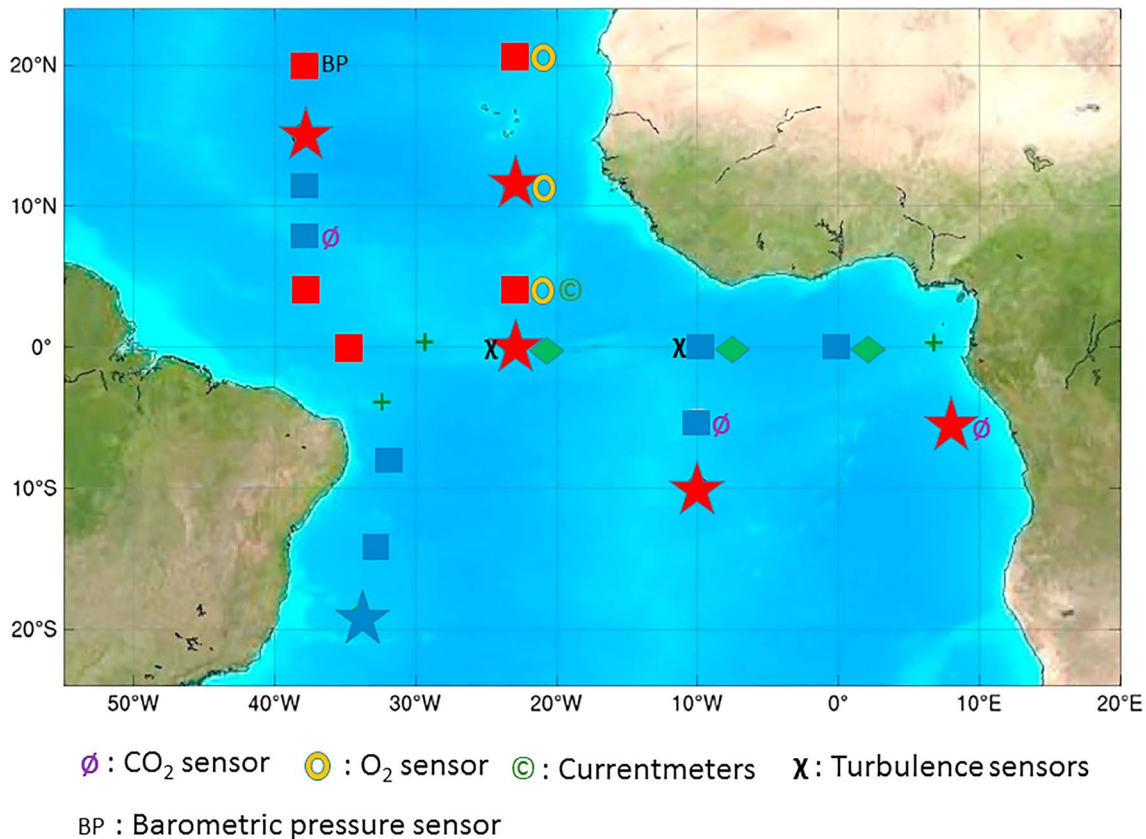 20°N
BP
10°N
0°
χ
©
χ
ø
ø
ø
10°S
20°S
50°W 40°W 30°W 20°W 10°W 0° 10°E 20°E
ø : CO₂ sensor : O₂ sensor © : Currentmeters χ : Turbulence sensors
BP : Barometric pressure sensor